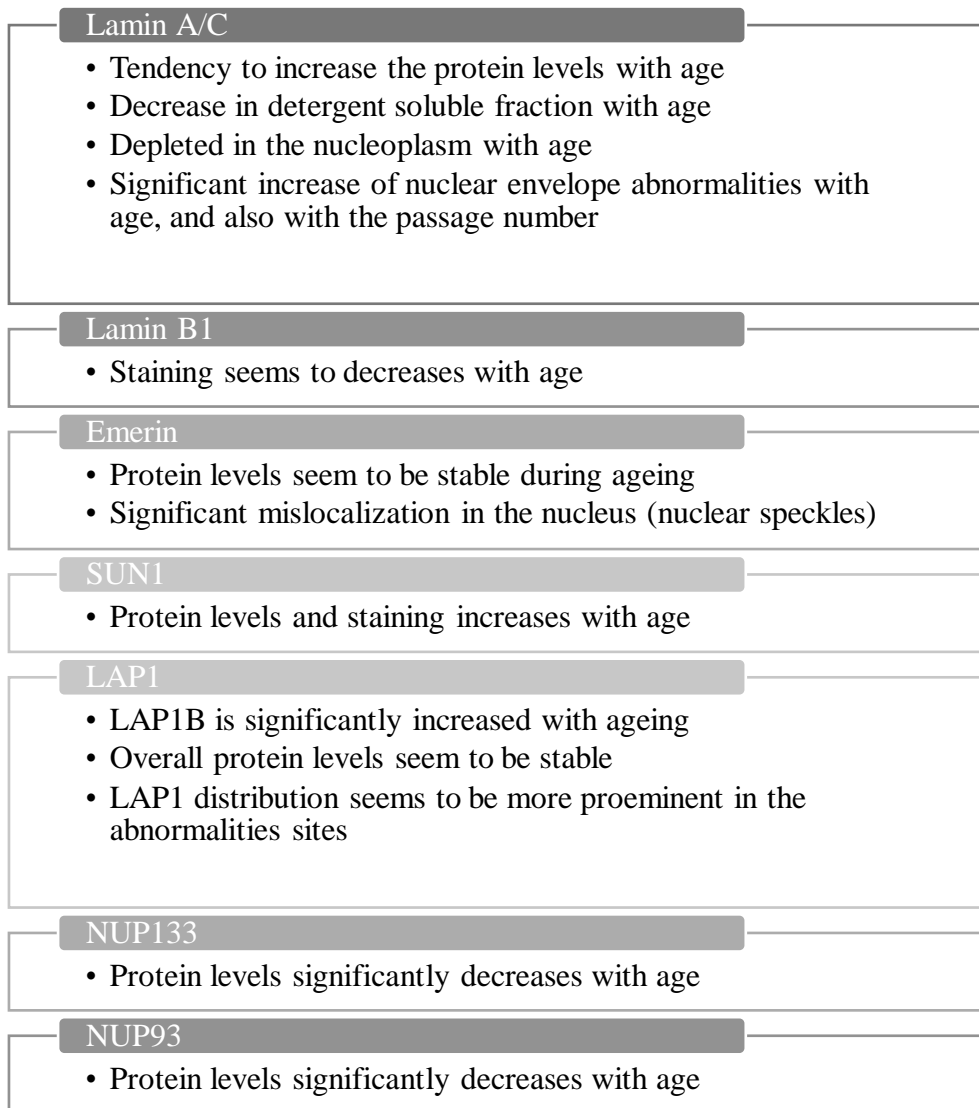 Lamin A/C
• Tendency to increase the protein levels with age
• Decrease in detergent soluble fraction with age
• Depleted in the nucleoplasm with age
• Significant increase of nuclear envelope abnormalities with
age, and also with the passage number
Lamin B1
• Staining seems to decreases with age
Emerin
• Protein levels seem to be stable during ageing
• Significant mislocalization in the nucleus (nuclear speckles)
SUN1
• Protein levels and staining increases with age
LAP1
• LAP1B is significantly increased with ageing
• Overall protein levels seem to be stable
• LAP1 distribution seems to be more proeminent in the
abnormalities sites
NUP133
• Protein levels significantly decreases with age
NUP93
• Protein levels significantly decreases with age